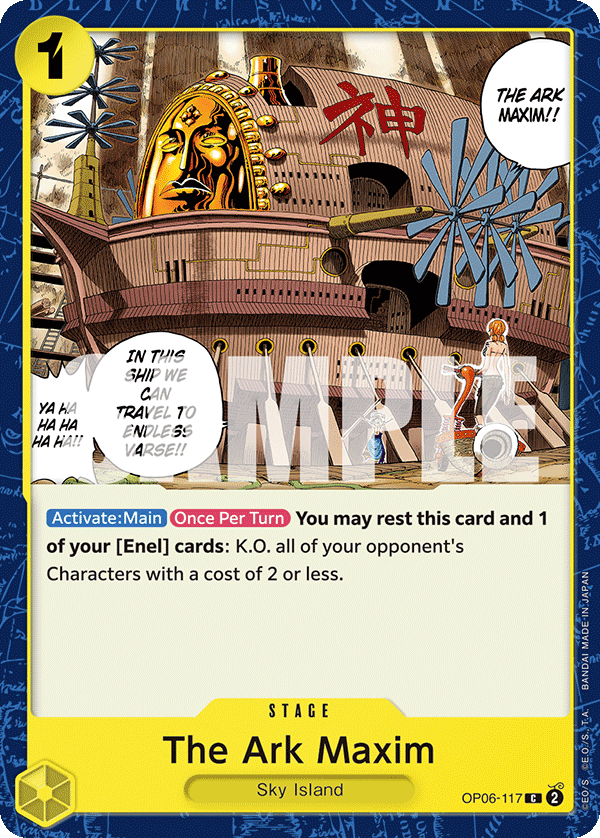 1
神
THE ARK
MAXIM!!
IN THIS
SHIP WE
CAN
TRAVEL TO
ENDLESS
VARSE!!
YA HA
HA HA
HA HA!!
SAMPLE
Activate:Main Once Per Turn You may rest this card and 1
of your [Enel] cards: K.O. all of your opponent's
Characters with a cost of 2 or less.
STAGE
The Ark Maxim
Sky Island
OP06-117 C 2
©E.O./S. ©E.O./S.,T.A. BANDAI MADE IN JAPAN